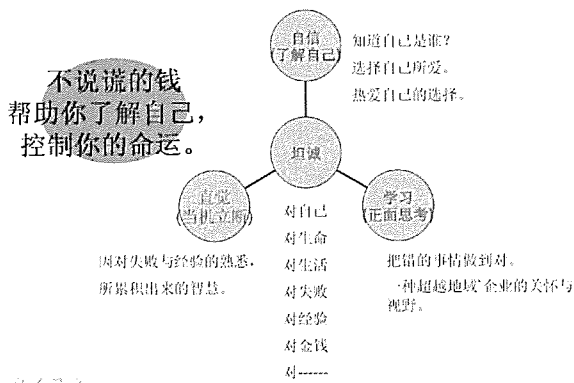 自信
(了解自己)
知道自己是谁？
选择自己所爱。
热爱自己的选择。
不说谎的钱
帮助你了解自己，
控制你的命运。
坦诚
直觉
(当机立断)
学习
(正面思考)
对自己
对生命
对生活
对失败
对经验
对金钱
对------
因对失败与经验的熟悉，
所累积出来的智慧。
把错的事情做到对。
一种超越地域 企业的关怀与
视野。